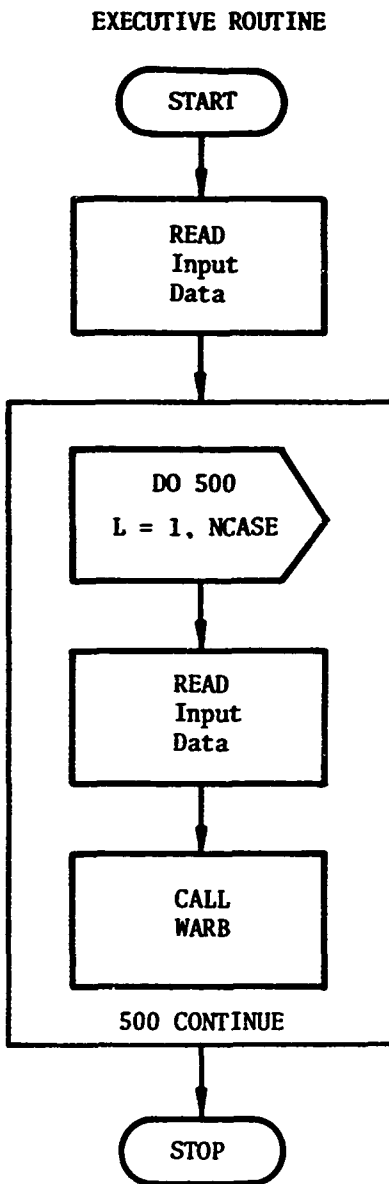 EXECUTIVE ROUTINE
START
READ
Input
Data
DO 500
L = 1, NCASE
READ
Input
Data
CALL
WARB
500 CONTINUE
STOP